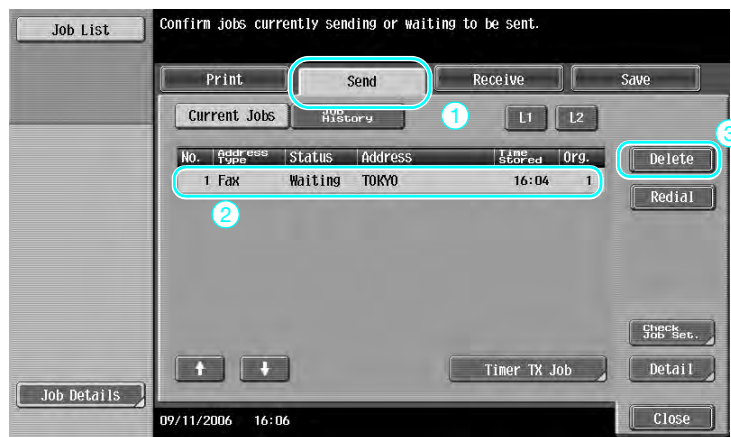 Job List
Confirm jobs currently sending or waiting to be sent.
Print Send Receive Save
Current Jobs Job History 1 L1 L2
3
No. Address Type Status Address Time Stored Org. Delete
1 Fax Waiting TOKYO 16:04 1
Redial
2
Check Job Set.
Timer TX Job Detail
Job Details
09/11/2006 16:06 Close